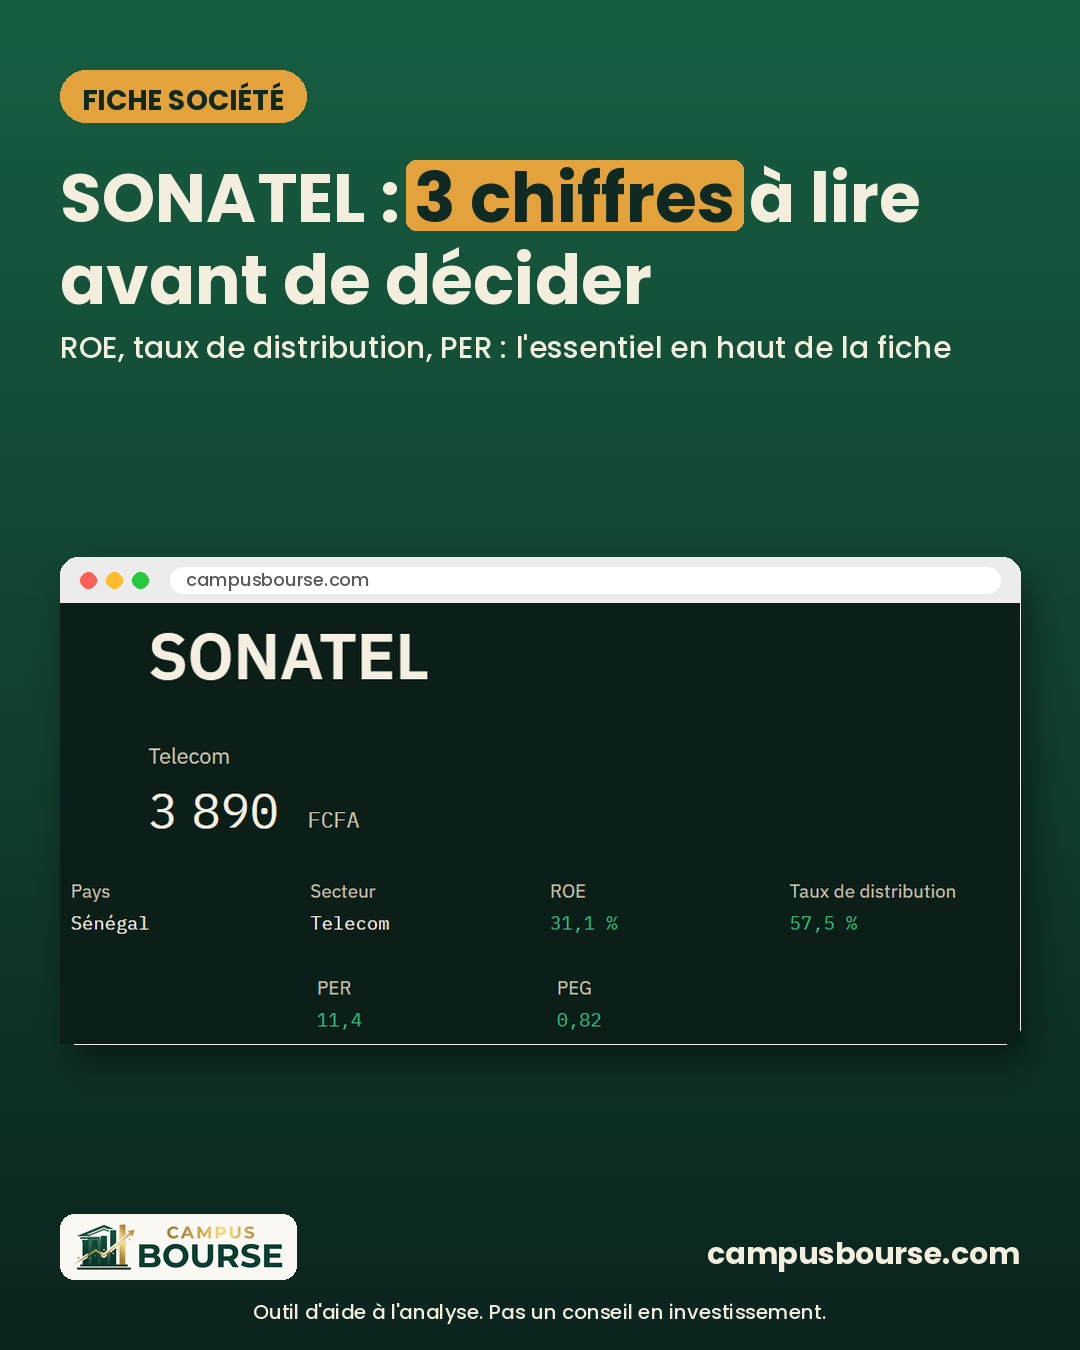 FICHE SOCIÉTÉ
SONATEL : 3 chiffres à lire
avant de décider
ROE, taux de distribution, PER : l'essentiel en haut de la fiche
campusbourse.com
SONATEL
Telecom
3 890 FCFA
Pays Secteur ROE Taux de distribution
Sénégal Telecom 31,1 % 57,5 %
PER PEG
11,4 0,82
CAMPUS
BOURSE
campusbourse.com
Outil d'aide à l'analyse. Pas un conseil en investissement.